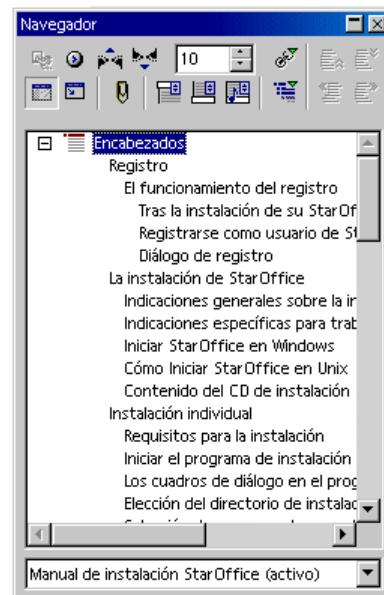 Navegador
10
Encabezados
Registro
El funcionamiento del registro
Tras la instalación de su StarOf
Registrarse como usuario de St
Diálogo de registro
La instalación de StarOffice
Indicaciones generales sobre la in
Indicaciones específicas para trab
Iniciar StarOffice en Windows
Cómo Iniciar StarOffice en Unix
Contenido del CD de instalación
Instalación individual
Requisitos para la instalación
Iniciar el programa de instalación
Los cuadros de diálogo en el prog
Elección del directorio de instalac
Manual de instalación StarOffice (activo)